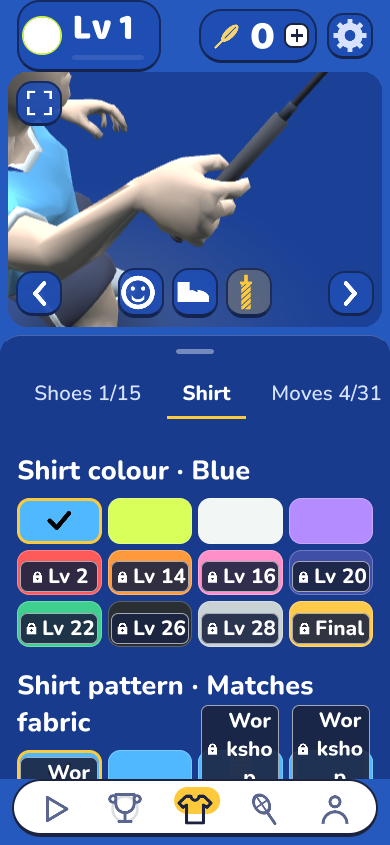 Lv 1
0
Shoes 1/15 Shirt Moves 4/31
Shirt colour · Blue
Lv 2 Lv 14 Lv 16 Lv 20
Lv 22 Lv 26 Lv 28 Final
Shirt pattern · Matches
fabric
Wor Wor
ksho ksho
p p
Wor